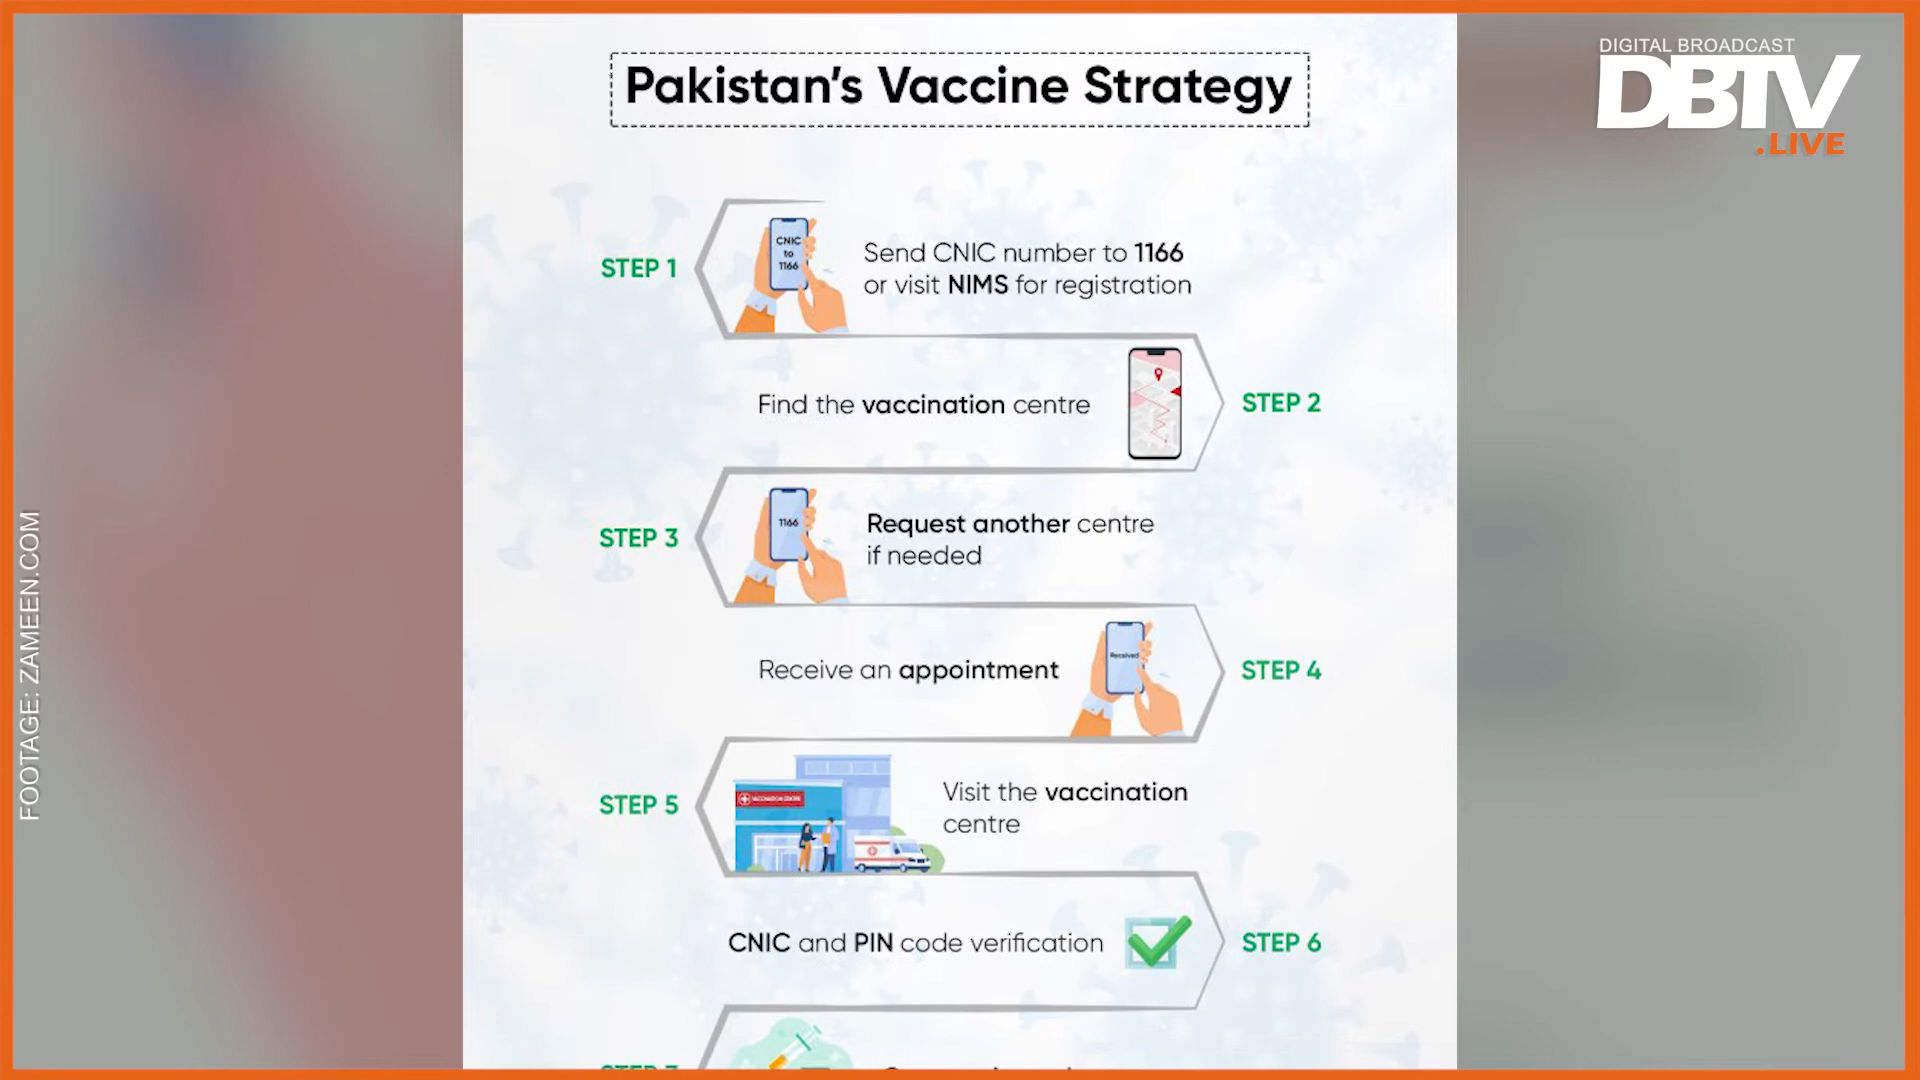 DIGITAL BROADCAST
DBTV
.LIVE
Pakistan's Vaccine Strategy
STEP 1
CNIC
to
1166
Send CNIC number to 1166
or visit NIMS for registration
Find the vaccination centre
STEP 2
STEP 3
1166
Request another centre
if needed
Receive an appointment
Received
STEP 4
STEP 5
VACCINATION CENTRE
Visit the vaccination
centre
CNIC and PIN code verification
STEP 6
FOOTAGE: ZAMEEN.COM